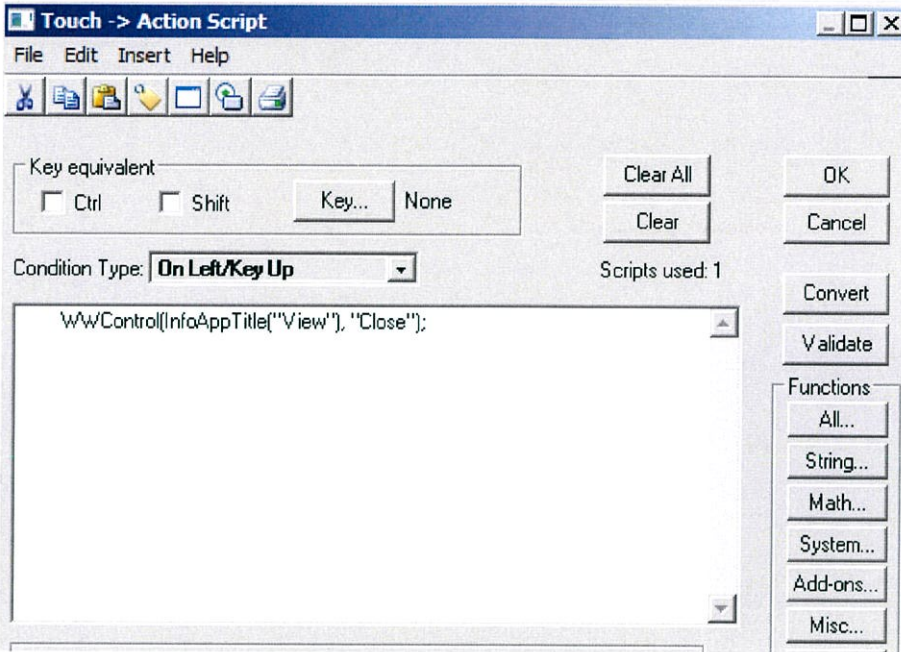 Touch -> Action Script
File Edit Insert Help
Key equivalent
Ctrl Shift Key... None
Clear All
Clear
OK
Cancel
Condition Type: On Left/Key Up
Scripts used: 1
WWControl(InfoAppTitle("View"), "Close");
Convert
Validate
Functions
All...
String...
Math...
System...
Add-ons...
Misc...